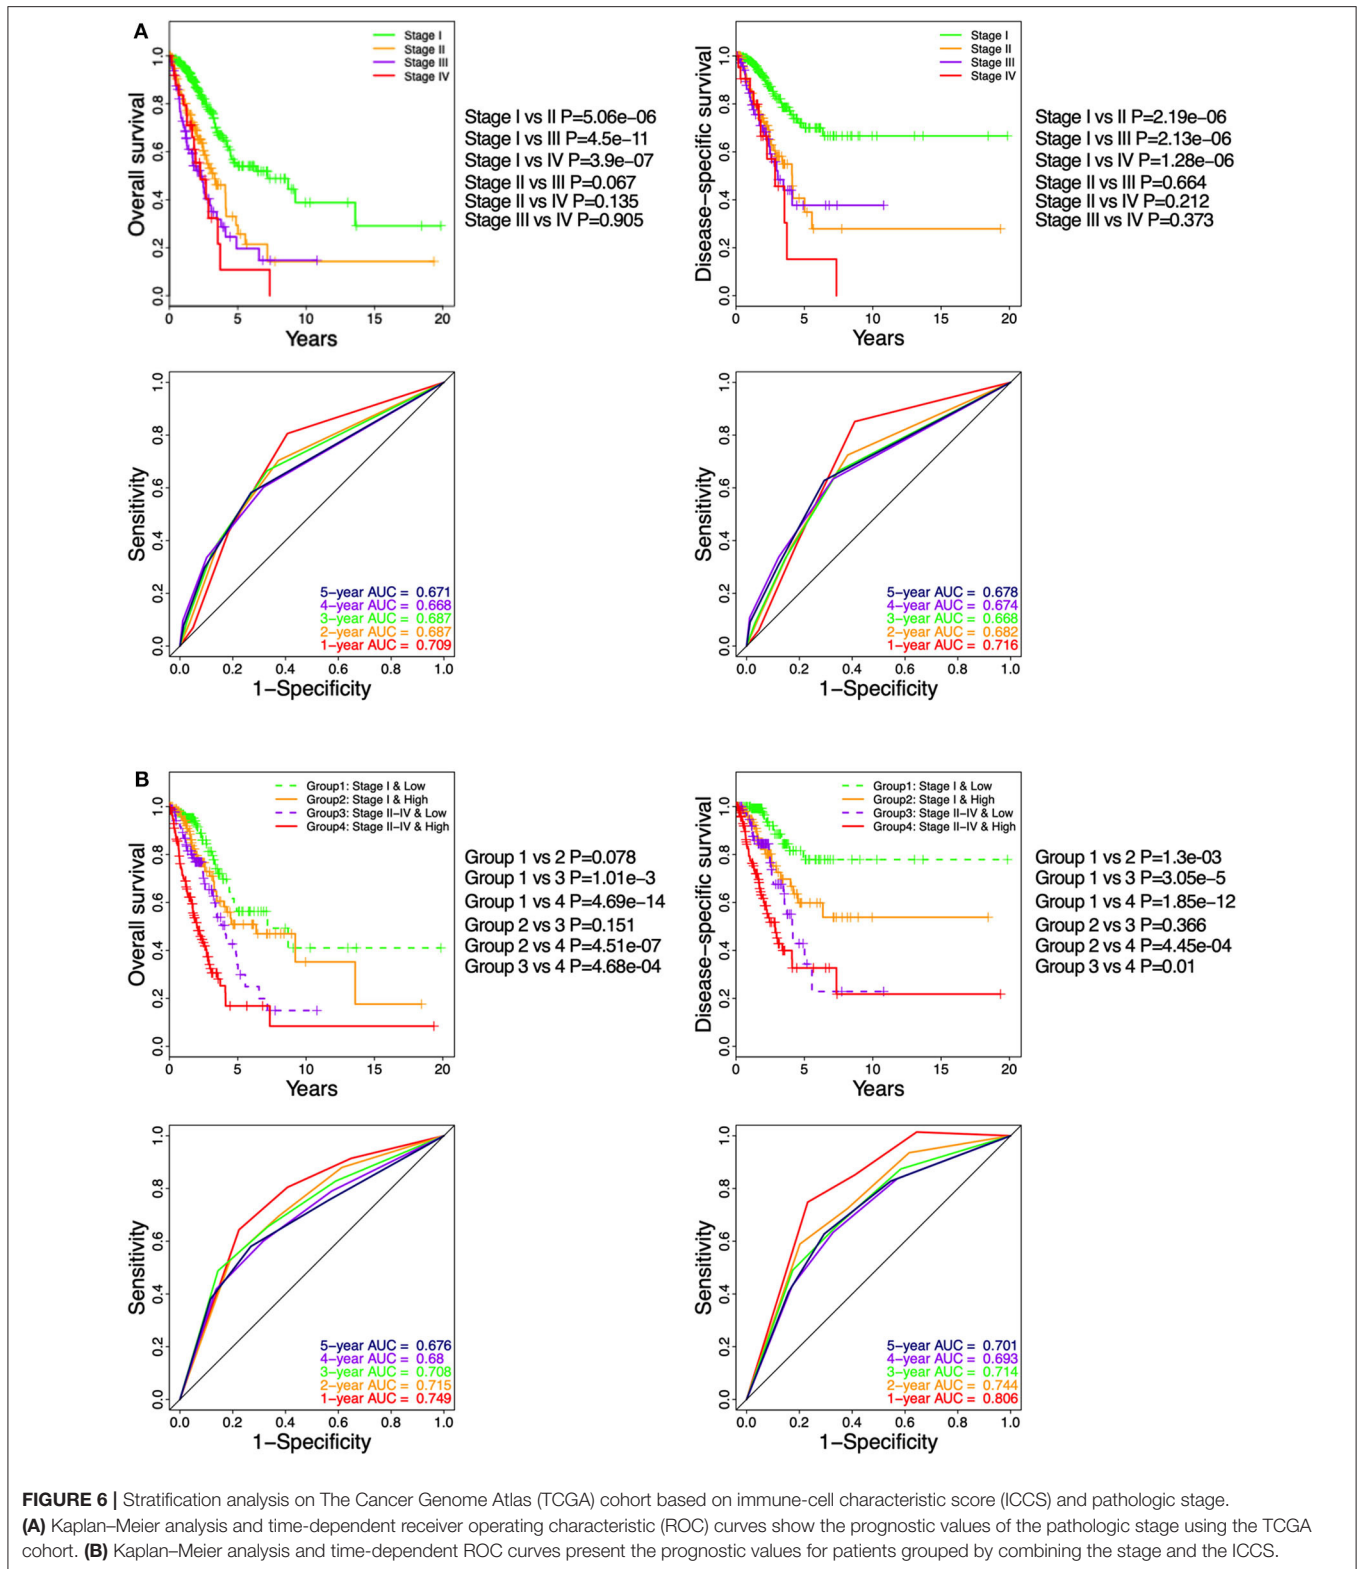 A
Stage I
Stage II
Stage III
Stage IV
Overall survival
0.0 0.2 0.4 0.6 0.8 1.0
0 5 10 15 20
Years
Stage I vs II P=5.06e−06
Stage I vs III P=4.5e−11
Stage I vs IV P=3.9e−07
Stage II vs III P=0.067
Stage II vs IV P=0.135
Stage III vs IV P=0.905
Stage I
Stage II
Stage III
Stage IV
Disease−specific survival
0.0 0.2 0.4 0.6 0.8 1.0
0 5 10 15 20
Years
Stage I vs II P=2.19e−06
Stage I vs III P=2.13e−06
Stage I vs IV P=1.28e−06
Stage II vs III P=0.664
Stage II vs IV P=0.212
Stage III vs IV P=0.373
Sensitivity
0.0 0.2 0.4 0.6 0.8 1.0
5−year AUC = 0.671
4−year AUC = 0.668
3−year AUC = 0.687
2−year AUC = 0.687
1−year AUC = 0.709
0.0 0.2 0.4 0.6 0.8 1.0
1−Specificity
Sensitivity
0.0 0.2 0.4 0.6 0.8 1.0
5−year AUC = 0.678
4−year AUC = 0.674
3−year AUC = 0.668
2−year AUC = 0.682
1−year AUC = 0.716
0.0 0.2 0.4 0.6 0.8 1.0
1−Specificity
B
Group1: Stage I & Low
Group2: Stage I & High
Group3: Stage II−IV & Low
Group4: Stage II−IV & High
Overall survival
0.0 0.2 0.4 0.6 0.8 1.0
0 5 10 15 20
Years
Group 1 vs 2 P=0.078
Group 1 vs 3 P=1.01e−3
Group 1 vs 4 P=4.69e−14
Group 2 vs 3 P=0.151
Group 2 vs 4 P=4.51e-07
Group 3 vs 4 P=4.68e−04
Group1: Stage I & Low
Group2: Stage I & High
Group3: Stage II−IV & Low
Group4: Stage II−IV & High
Disease−specific survival
0.0 0.2 0.4 0.6 0.8 1.0
0 5 10 15 20
Years
Group 1 vs 2 P=1.3e−03
Group 1 vs 3 P=3.05e−5
Group 1 vs 4 P=1.85e−12
Group 2 vs 3 P=0.366
Group 2 vs 4 P=4.45e−04
Group 3 vs 4 P=0.01
Sensitivity
0.0 0.2 0.4 0.6 0.8 1.0
5−year AUC = 0.676
4−year AUC = 0.68
3−year AUC = 0.708
2−year AUC = 0.715
1−year AUC = 0.749
0.0 0.2 0.4 0.6 0.8 1.0
1−Specificity
Sensitivity
0.0 0.2 0.4 0.6 0.8 1.0
5−year AUC = 0.701
4−year AUC = 0.693
3−year AUC = 0.714
2−year AUC = 0.744
1−year AUC = 0.806
0.0 0.2 0.4 0.6 0.8 1.0
1−Specificity
FIGURE 6 | Stratification analysis on The Cancer Genome Atlas (TCGA) cohort based on immune-cell characteristic score (ICCS) and pathologic stage.
(A) Kaplan–Meier analysis and time-dependent receiver operating characteristic (ROC) curves show the prognostic values of the pathologic stage using the TCGA
cohort. (B) Kaplan–Meier analysis and time-dependent ROC curves present the prognostic values for patients grouped by combining the stage and the ICCS.